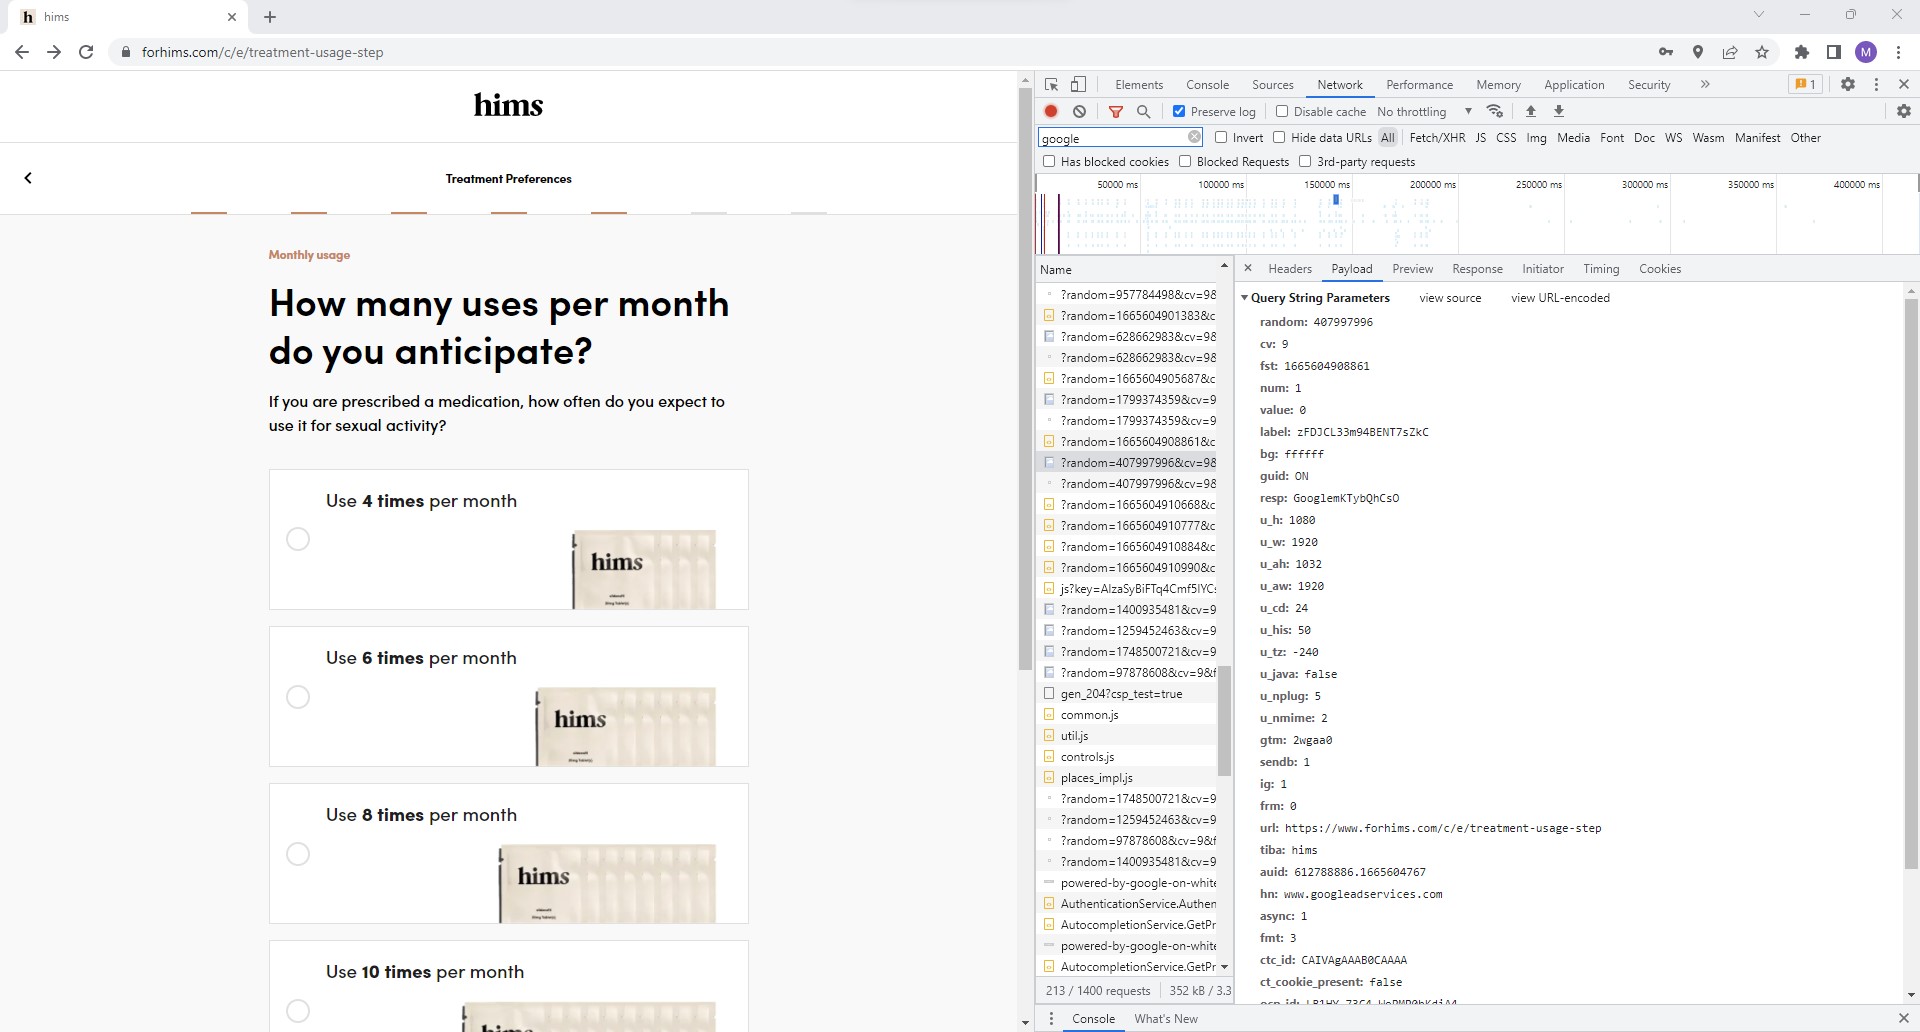 hims
forhims.com/c/e/treatment-usage-step
M
hims
Treatment Preferences
Monthly usage
How many uses per month
do you anticipate?
If you are prescribed a medication, how often do you expect to
use it for sexual activity?
Use 4 times per month
hims
Use 6 times per month
hims
Use 8 times per month
hims
Use 10 times per month
hims
Elements Console Sources Network Performance Memory Application Security 1
Preserve log Disable cache No throttling
google Invert Hide data URLs All Fetch/XHR JS CSS Img Media Font Doc WS Wasm Manifest Other
Has blocked cookies Blocked Requests 3rd-party requests
50000 ms 100000 ms 150000 ms 200000 ms 250000 ms 300000 ms 350000 ms 400000 ms
Name
?random=957784498&cv=9&
?random=1665604901383&c
?random=628662983&cv=9&
?random=628662983&cv=9&
?random=1665604905687&c
?random=1799374359&cv=9
?random=1799374359&cv=9
?random=1665604908861&c
?random=407997996&cv=9&
?random=407997996&cv=9&
?random=1665604910668&c
?random=1665604910777&c
?random=1665604910884&c
?random=1665604910990&c
js?key=AIzaSyBiFTq4Cmf5IYCs
?random=1400935481&cv=9
?random=1259452463&cv=9
?random=1748500721&cv=9
?random=97878608&cv=9&f
gen_204?csp_test=true
common.js
util.js
controls.js
places_impl.js
?random=1748500721&cv=9
?random=1259452463&cv=9
?random=97878608&cv=9&f
?random=1400935481&cv=9
powered-by-google-on-white
AuthenticationService.Authen
AutocompletionService.GetPr
powered-by-google-on-white
AutocompletionService.GetPr
213 / 1400 requests 352 kB / 3.3
Headers Payload Preview Response Initiator Timing Cookies
Query String Parameters view source view URL-encoded
random: 407997996
cv: 9
fst: 1665604908861
num: 1
value: 0
label: zFDJCL33m94BENT7sZkC
bg: ffffff
guid: ON
resp: GooglemKTybQhCsO
u_h: 1080
u_w: 1920
u_ah: 1032
u_aw: 1920
u_cd: 24
u_his: 50
u_tz: -240
u_java: false
u_nplug: 5
u_nmime: 2
gtm: 2wgaa0
sendb: 1
ig: 1
frm: 0
url: https://www.forhims.com/c/e/treatment-usage-step
tiba: hims
auid: 612788886.1665604767
hn: www.googleadservices.com
async: 1
fmt: 3
ctc_id: CAIVAgAAAB0CAAAA
ct_cookie_present: false
Console What's New